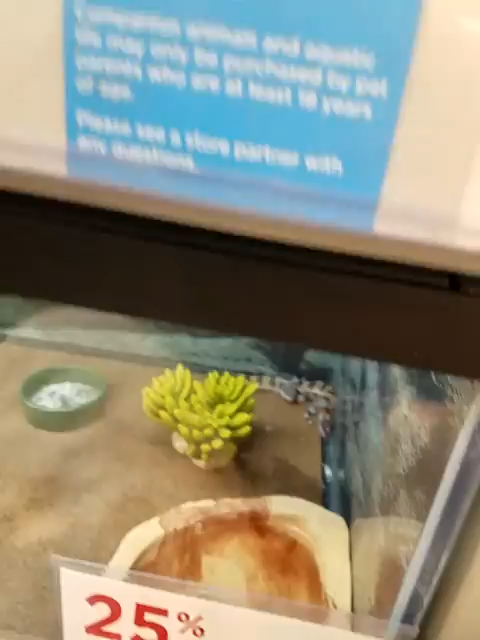 Companion animals and aquatic
life may only be purchased by pet
parents who are at least 18 years
of age.
Please see a store partner with
any questions.
25%